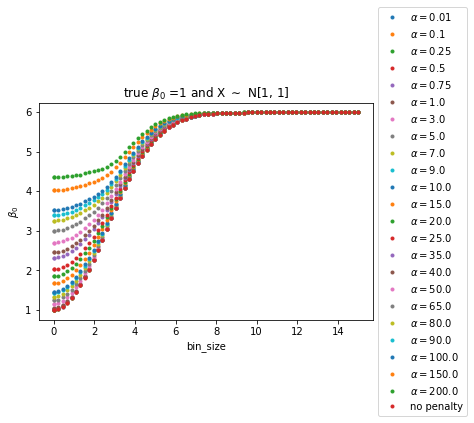 true β₀ =1 and X ∼ N[1, 1]
6
5
4
3
2
1
β₀
0 2 4 6 8 10 12 14
bin_size
α = 0.01
α = 0.1
α = 0.25
α = 0.5
α = 0.75
α = 1.0
α = 3.0
α = 5.0
α = 7.0
α = 9.0
α = 10.0
α = 15.0
α = 20.0
α = 25.0
α = 35.0
α = 40.0
α = 50.0
α = 65.0
α = 80.0
α = 90.0
α = 100.0
α = 150.0
α = 200.0
no penalty